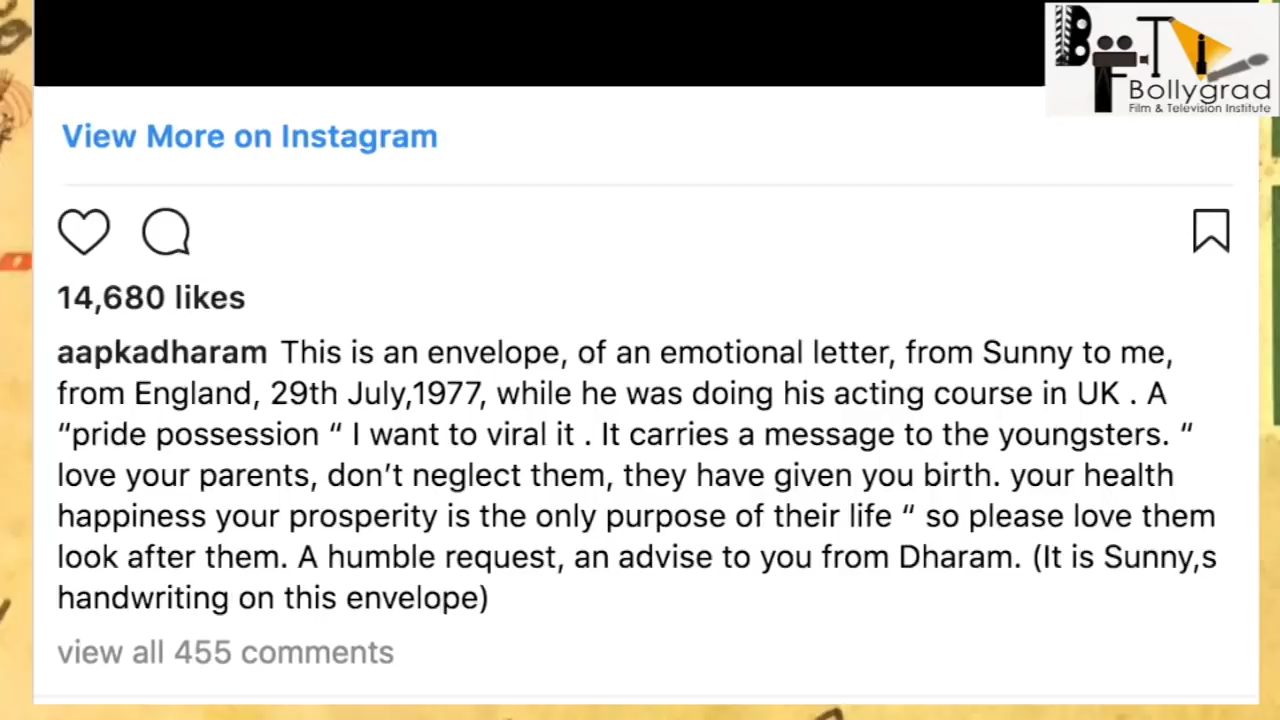 Bollygrad
Film & Television Institute
View More on Instagram
14,680 likes
aapkadharam This is an envelope, of an emotional letter, from Sunny to me,
from England, 29th July,1977, while he was doing his acting course in UK . A
“pride possession “ I want to viral it . It carries a message to the youngsters. “
love your parents, don’t neglect them, they have given you birth. your health
happiness your prosperity is the only purpose of their life “ so please love them
look after them. A humble request, an advise to you from Dharam. (It is Sunny,s
handwriting on this envelope)
view all 455 comments